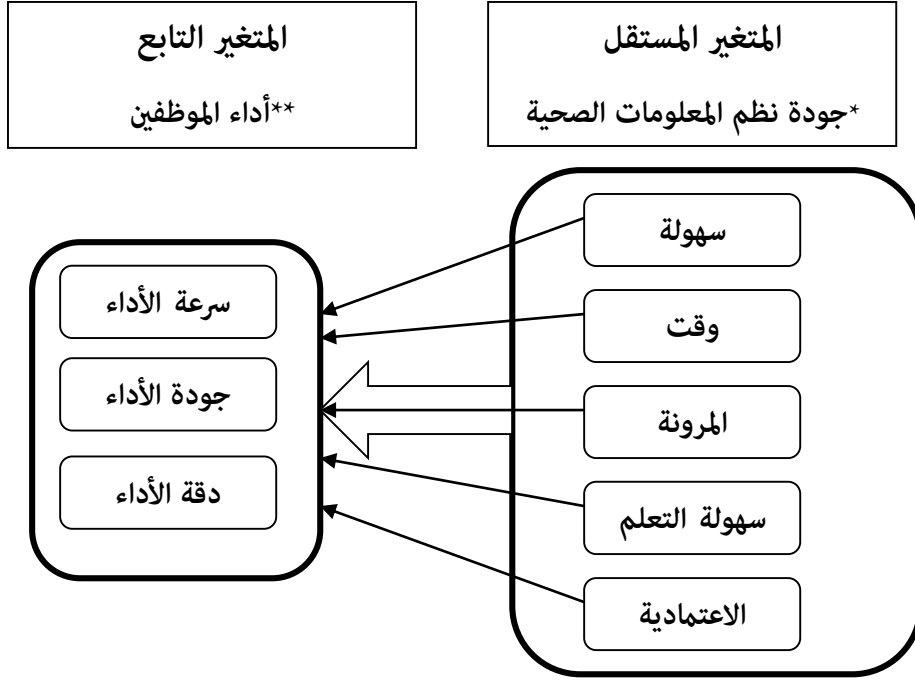 المتغير المستقل
*جودة نظم المعلومات الصحية
المتغير التابع
**أداء الموظفين
سهولة
وقت
المرونة
سهولة التعلم
الاعتمادية
سرعة الأداء
جودة الأداء
دقة الأداء